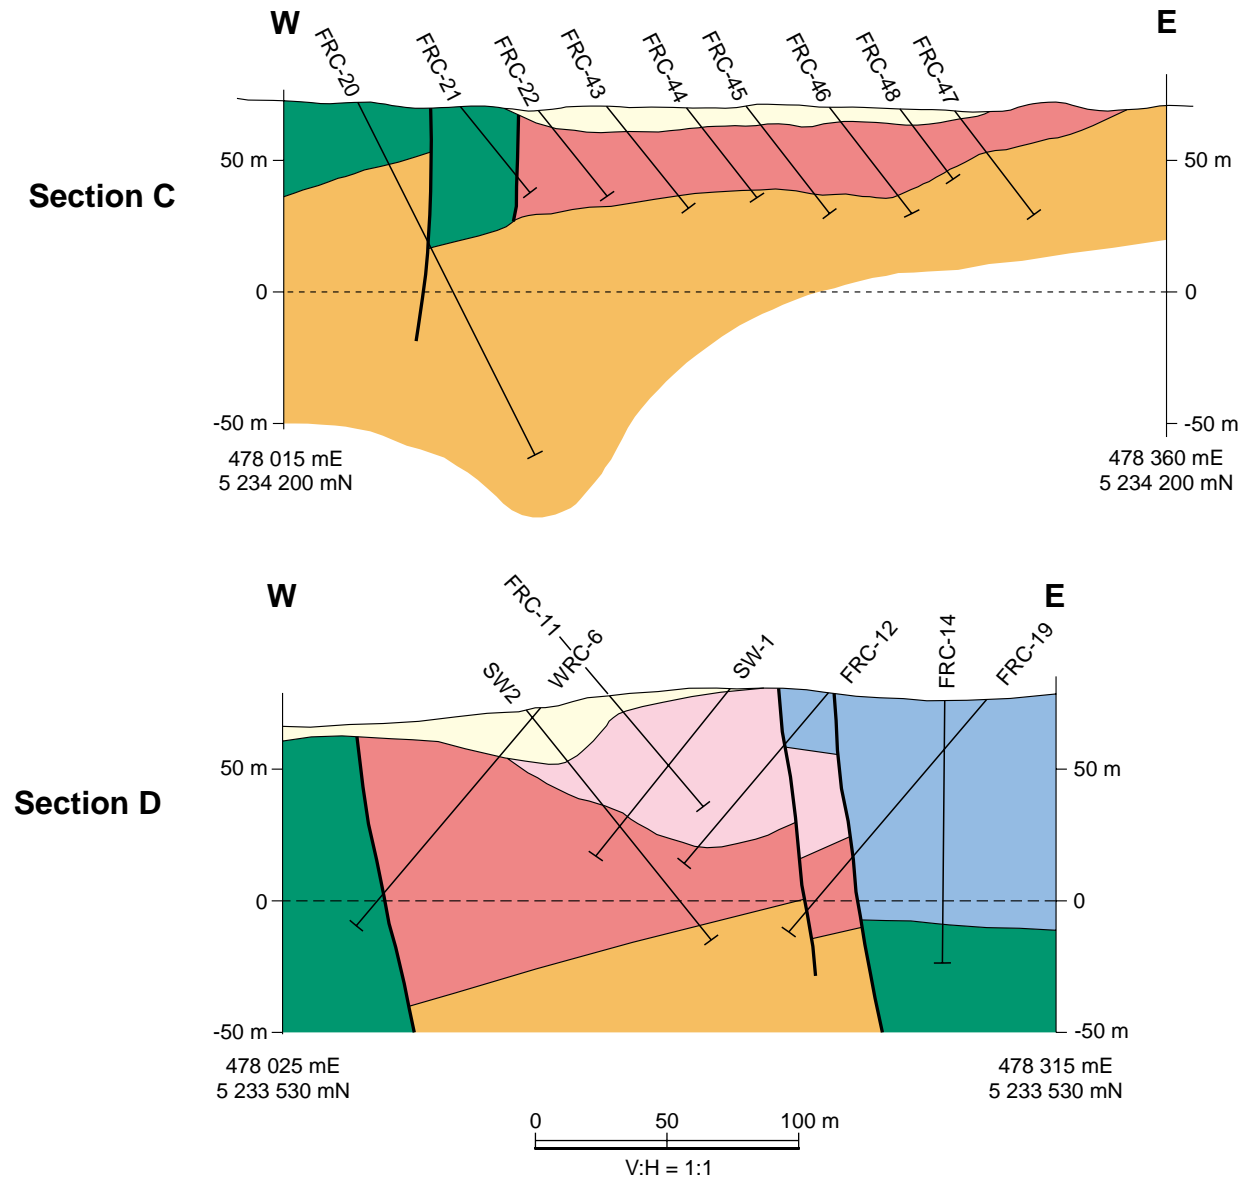 W
E
FRC-20
FRC-21
FRC-22
FRC-43
FRC-44
FRC-45
FRC-46
FRC-48
FRC-47
50 m
50 m
Section C
0
0
-50 m
-50 m
478 015 mE
5 234 200 mN
478 360 mE
5 234 200 mN
W
E
FRC-11
SW2
WRC-6
SW-1
FRC-12
FRC-14
FRC-19
50 m
50 m
Section D
0
0
-50 m
-50 m
478 025 mE
5 233 530 mN
478 315 mE
5 233 530 mN
0 50 100 m
V:H = 1:1